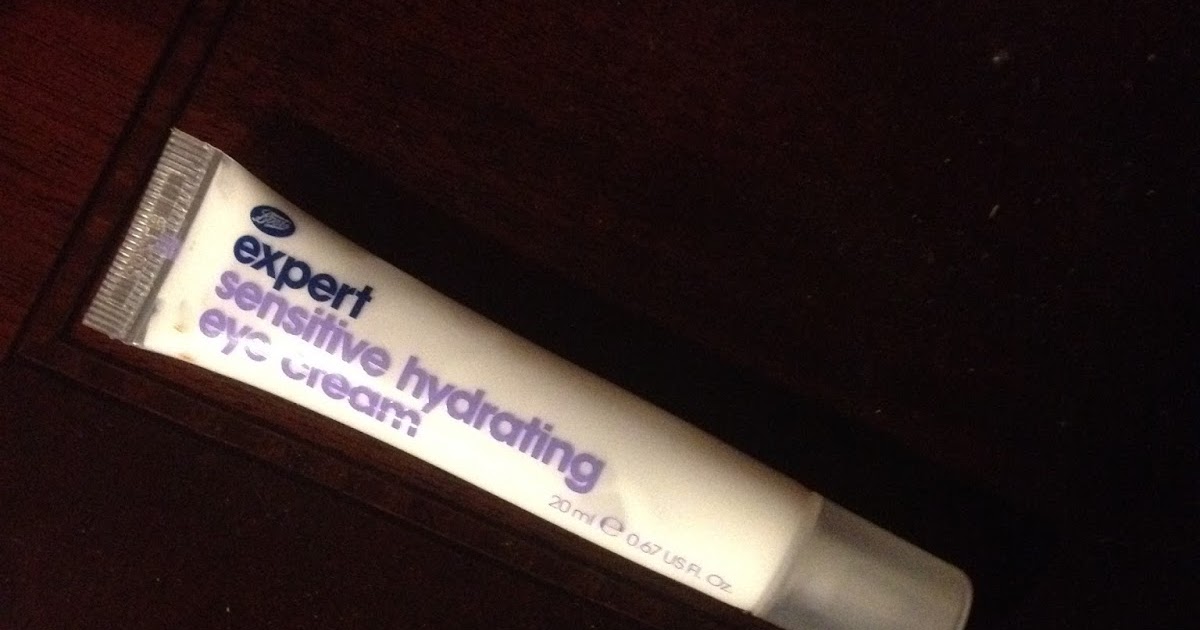 Boots
expert
sensitive hydrating
eye cream
20 ml e 0.67 US FL. Oz.